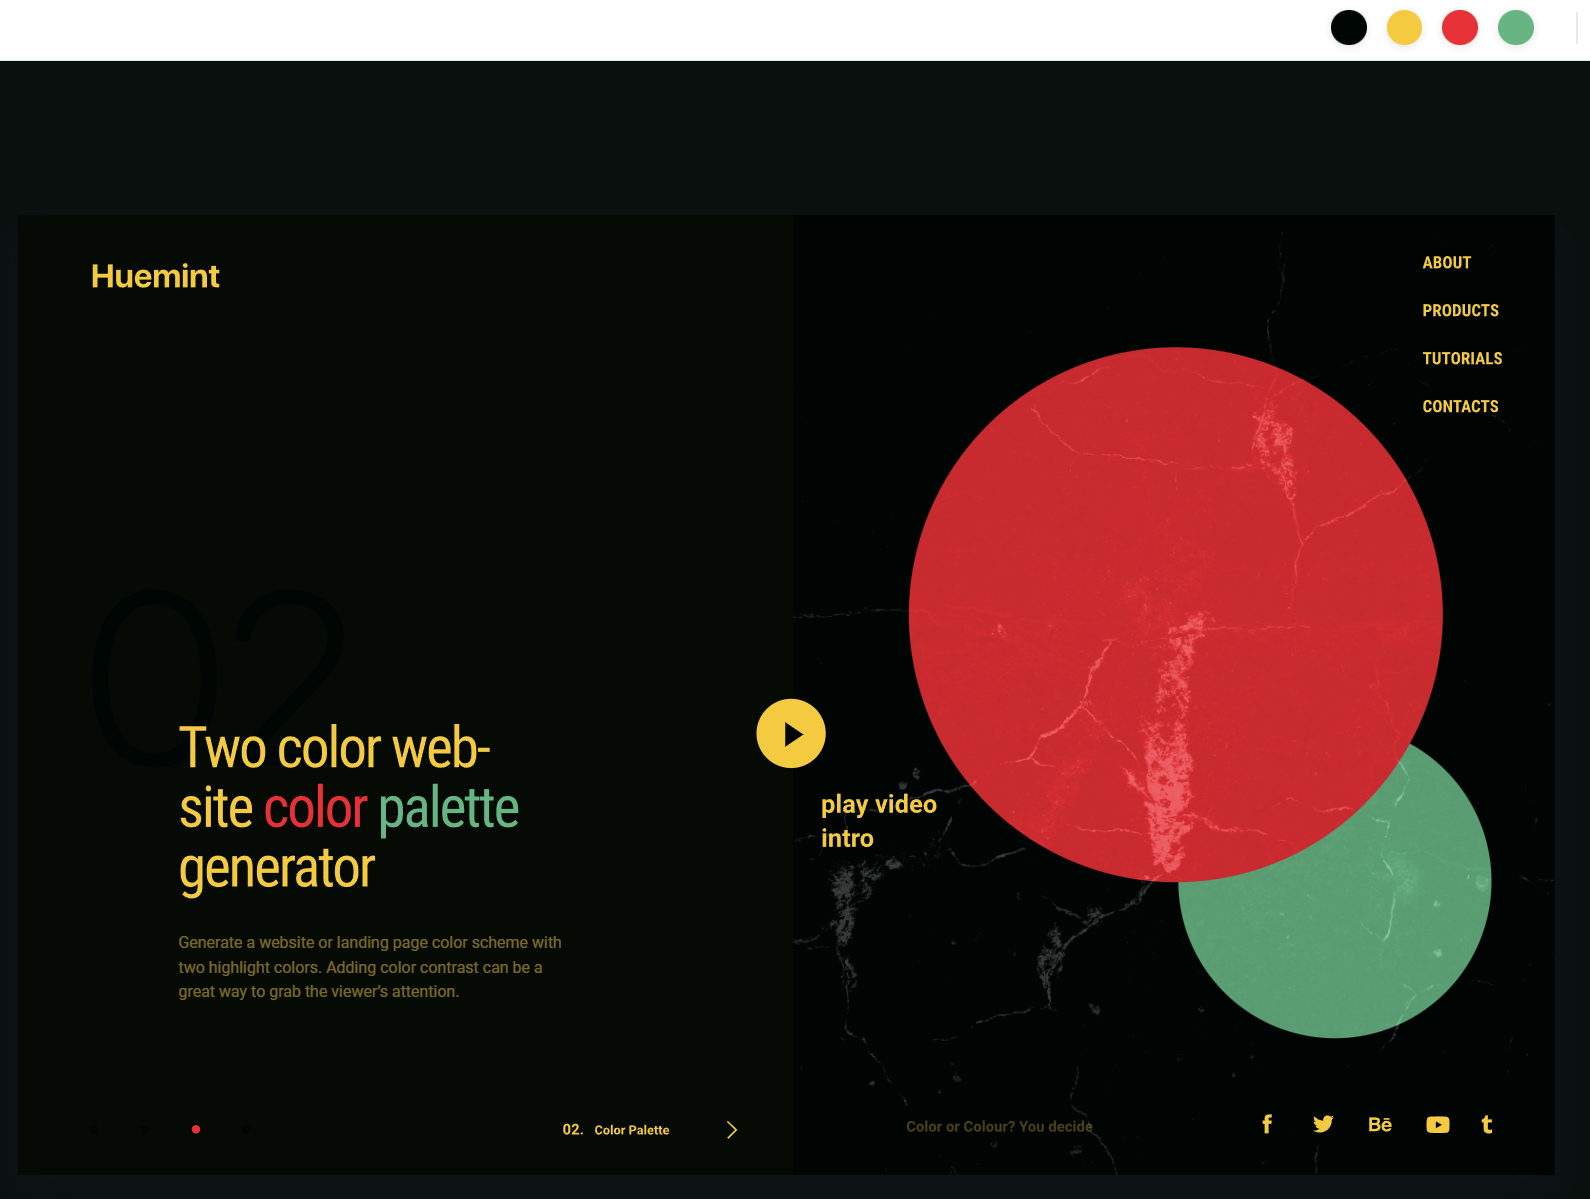 Huemint
ABOUT
PRODUCTS
TUTORIALS
CONTACTS
02
Two color web-
site color palette
generator
play video
intro
Generate a website or landing page color scheme with
two highlight colors. Adding color contrast can be a
great way to grab the viewer's attention.
02. Color Palette
Color or Colour? You decide
f
Bē
t